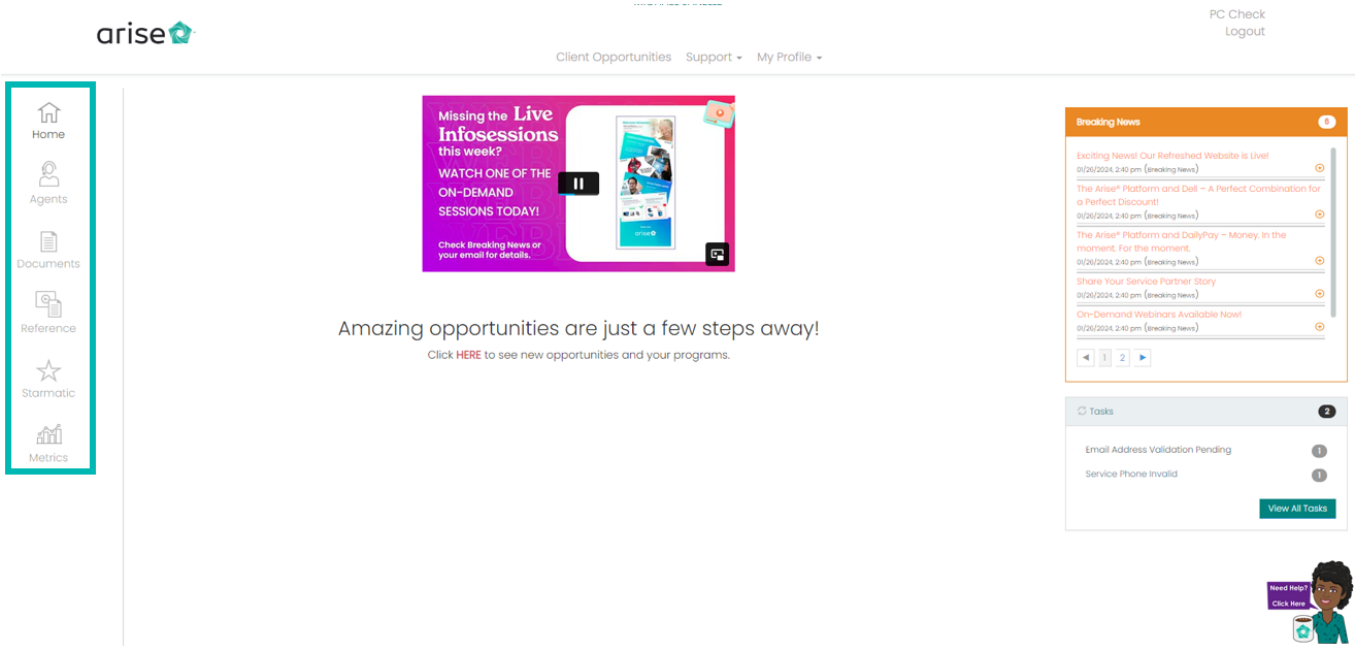 PC Check
Logout
arise
Client Opportunities Support My Profile
Home
Agents
Documents
Reference
Starmatic
Metrics
Missing the Live
Infosessions
this week?
WATCH ONE OF THE
ON-DEMAND
SESSIONS TODAY!
Check Breaking News or
your email for details.
arise
Amazing opportunities are just a few steps away!
Click HERE to see new opportunities and your programs.
Breaking News 6
Exciting News! Our Refreshed Website is Live!
01/26/2024, 2:40 pm (Breaking News)
The Arise® Platform and Dell – A Perfect Combination for
a Perfect Discount!
01/26/2024, 2:40 pm (Breaking News)
The Arise® Platform and DailyPay – Money. In the
moment. For the moment.
01/26/2024, 2:40 pm (Breaking News)
Share Your Service Partner Story
01/26/2024, 2:40 pm (Breaking News)
On-Demand Webinars Available Now!
01/26/2024, 2:40 pm (Breaking News)
1 2
Tasks 2
Email Address Validation Pending 1
Service Phone Invalid 1
View All Tasks
Need Help?
Click Here